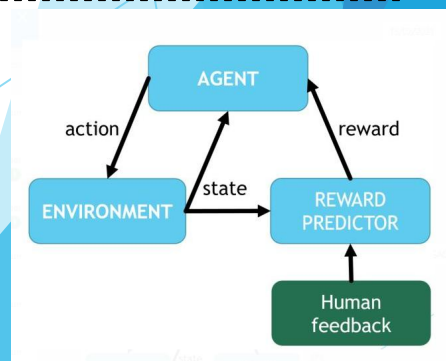 AGENT
action
reward
state
ENVIRONMENT
REWARD
PREDICTOR
Human
feedback